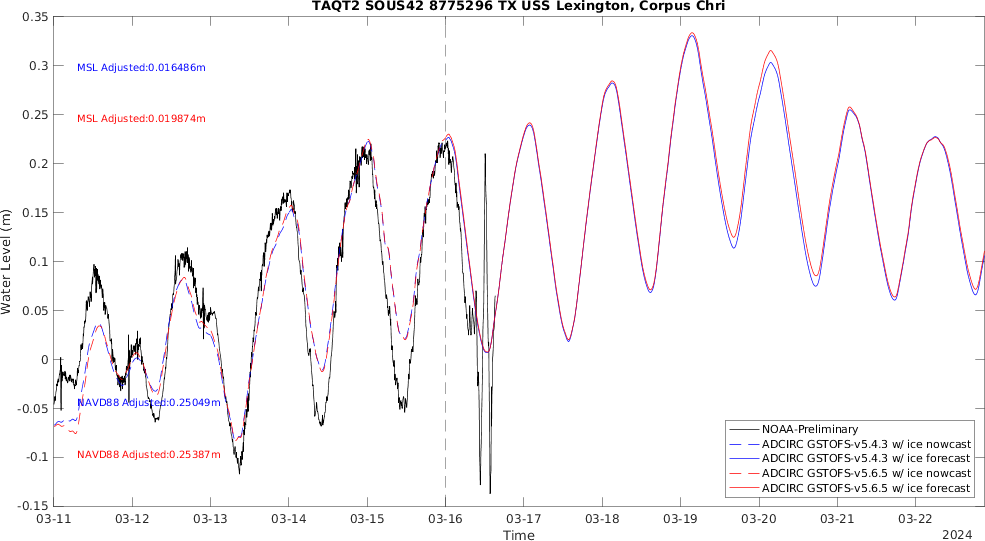 TAQT2 SOUS42 8775296 TX USS Lexington, Corpus Chri
0.35
0.3
0.25
0.2
0.15
0.1
0.05
0
-0.05
-0.1
-0.15
Water Level (m)
MSL Adjusted:0.016486m
MSL Adjusted:0.019874m
NAVD88 Adjusted:0.25049m
NAVD88 Adjusted:0.25387m
NOAA-Preliminary
ADCIRC GSTOFS-v5.4.3 w/ ice nowcast
ADCIRC GSTOFS-v5.4.3 w/ ice forecast
ADCIRC GSTOFS-v5.6.5 w/ ice nowcast
ADCIRC GSTOFS-v5.6.5 w/ ice forecast
03-11 03-12 03-13 03-14 03-15 03-16 03-17 03-18 03-19 03-20 03-21 03-22
2024
Time